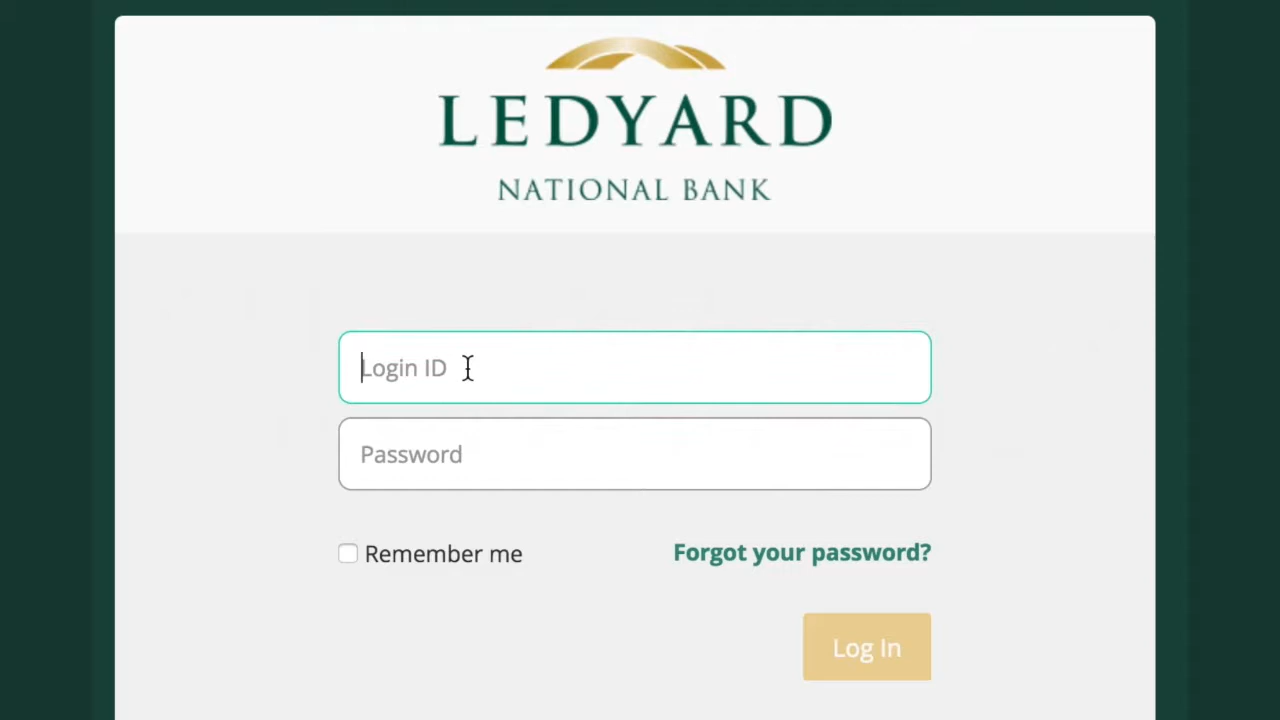 LEDYARD
NATIONAL BANK
Login ID
Password
Remember me
Forgot your password?
Log In